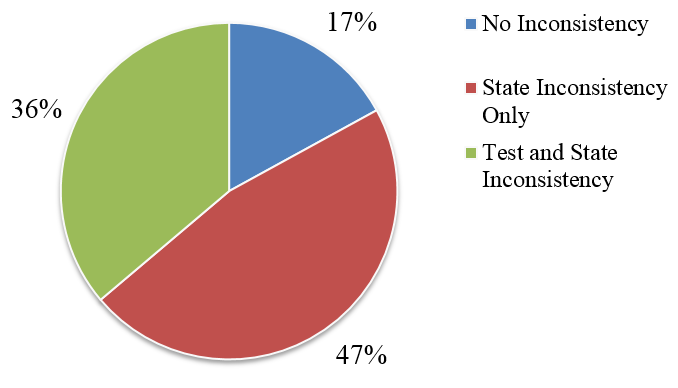 17%
36%
47%
No Inconsistency
State Inconsistency
Only
Test and State
Inconsistency